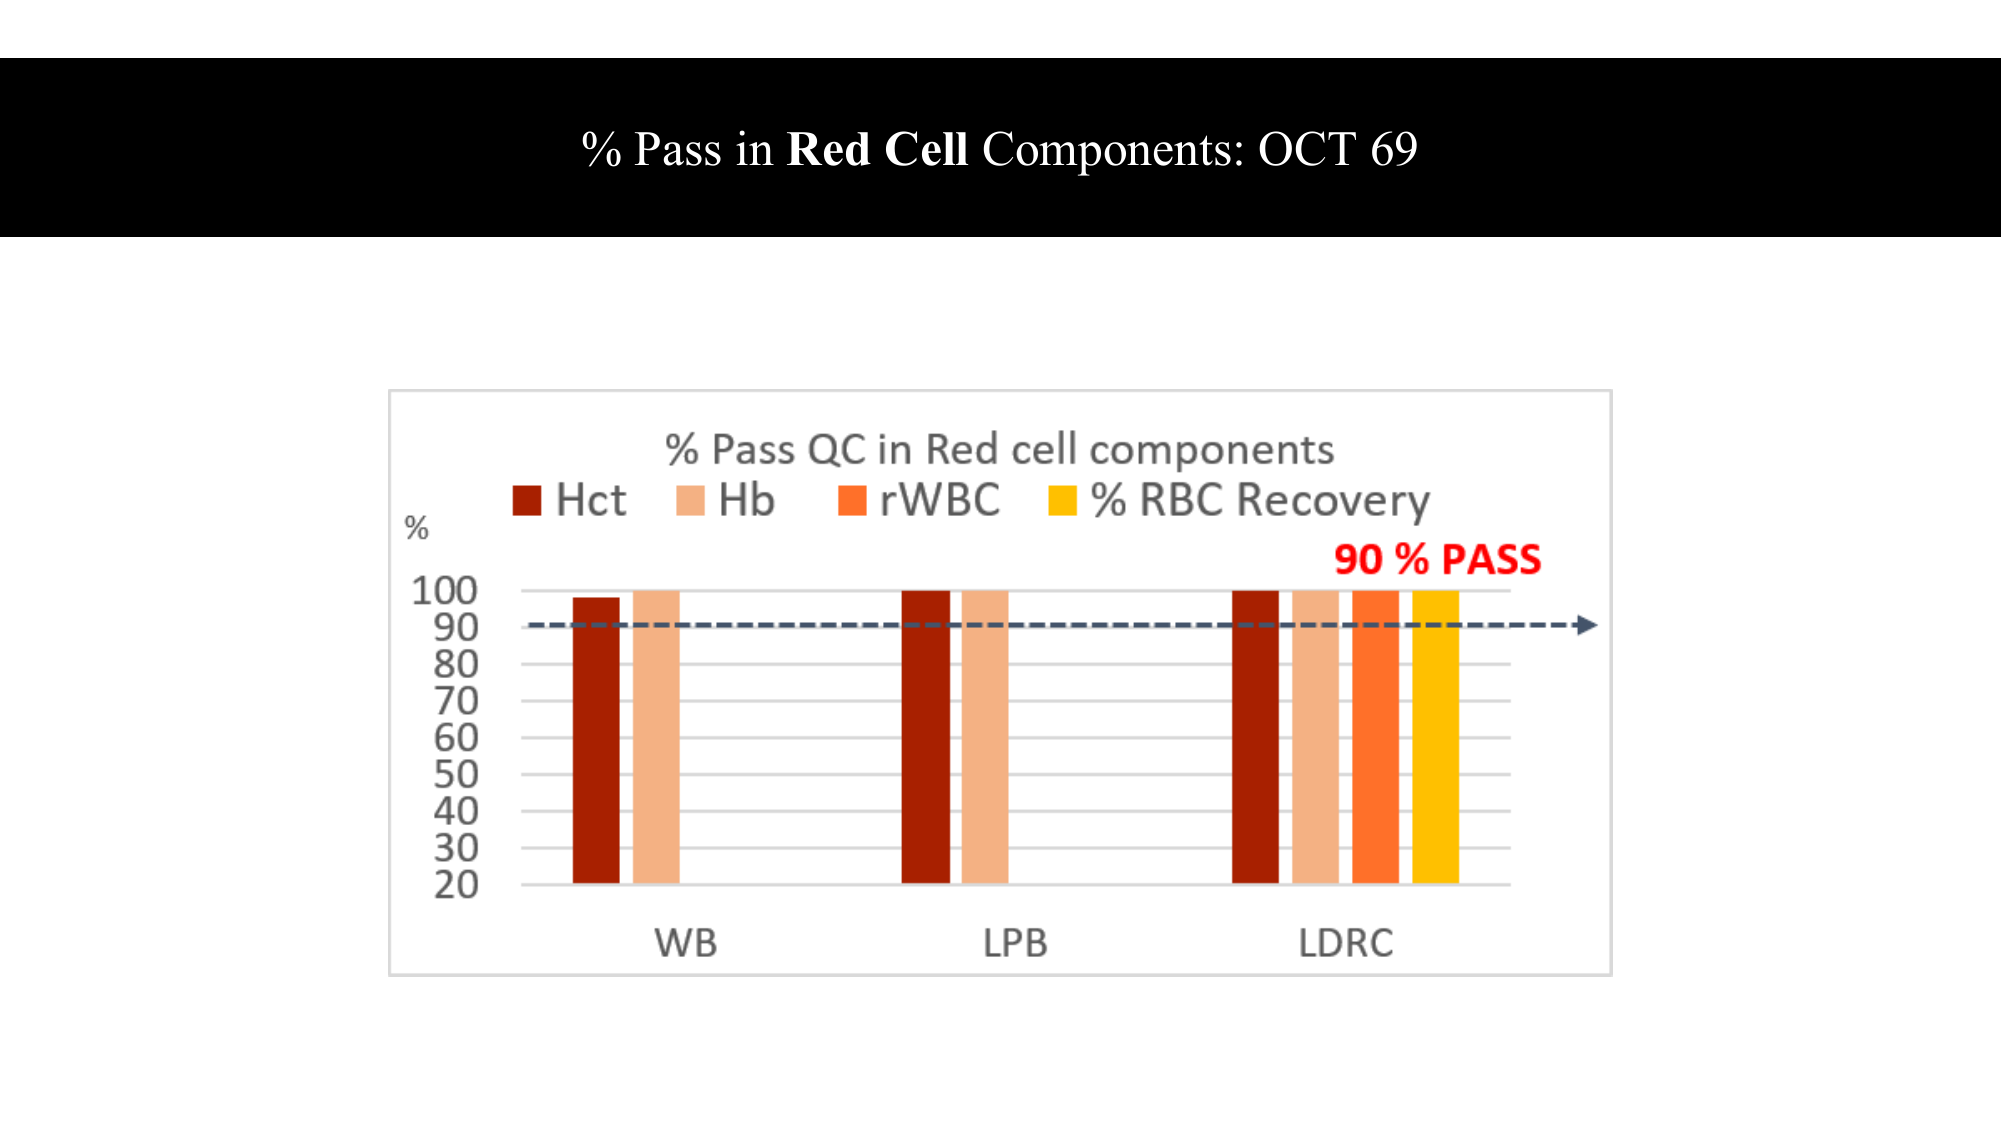 % Pass in Red Cell Components: OCT 69
% Pass QC in Red cell components
Hct Hb rWBC % RBC Recovery
%
90 % PASS
100
90
80
70
60
50
40
30
20
WB LPB LDRC